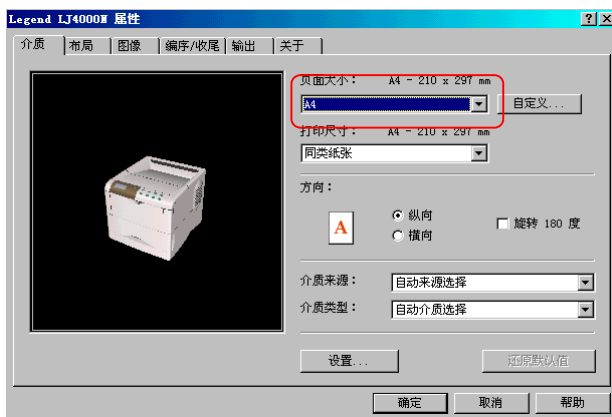 Legend LJ4000N 属性
介质 布局 图像 编序/收尾 输出 关于
页面大小： A4 - 210 x 297 mm
A4 自定义...
打印尺寸： A4 - 210 x 297 mm
同类纸张
方向：
A 纵向 旋转 180 度
横向
介质来源： 自动来源选择
介质类型： 自动介质选择
设置... 还原默认值
确定 取消 帮助